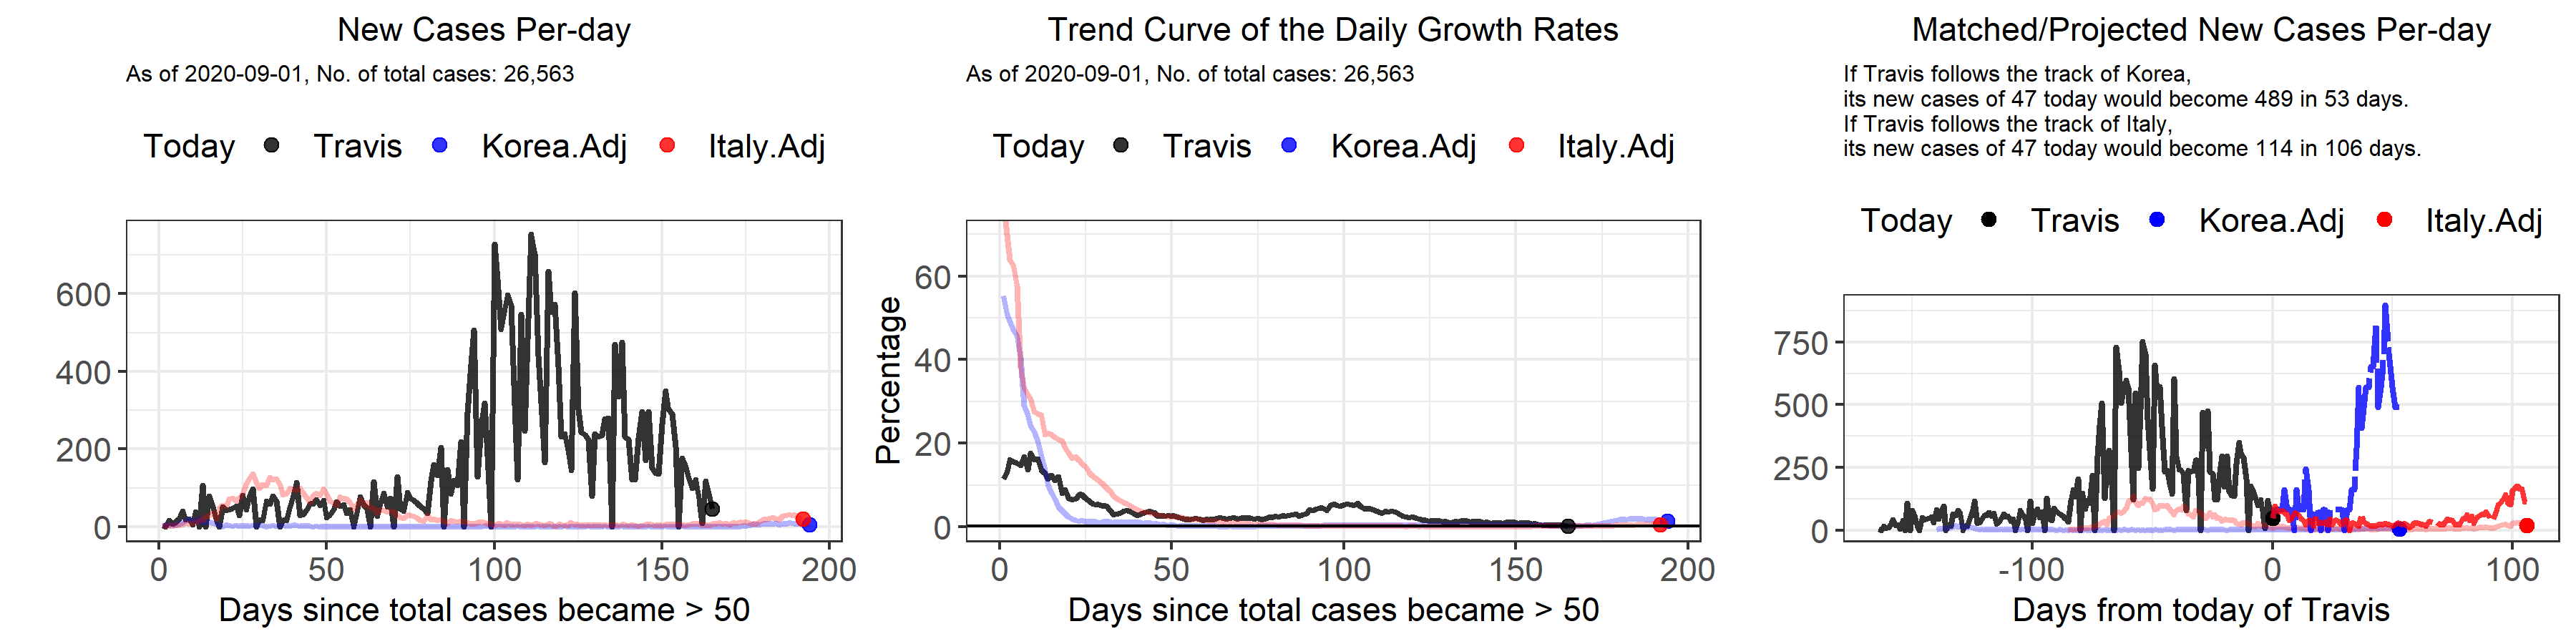 New Cases Per-day
As of 2020-09-01, No. of total cases: 26,563
Today Travis Korea.Adj Italy.Adj
600
400
200
0
0 50 100 150 200
Days since total cases became > 50
Trend Curve of the Daily Growth Rates
As of 2020-09-01, No. of total cases: 26,563
Today Travis Korea.Adj Italy.Adj
Percentage
60
40
20
0
0 50 100 150 200
Days since total cases became > 50
Matched/Projected New Cases Per-day
If Travis follows the track of Korea,
its new cases of 47 today would become 489 in 53 days.
If Travis follows the track of Italy,
its new cases of 47 today would become 114 in 106 days.
Today Travis Korea.Adj Italy.Adj
750
500
250
0
-100 0 100
Days from today of Travis